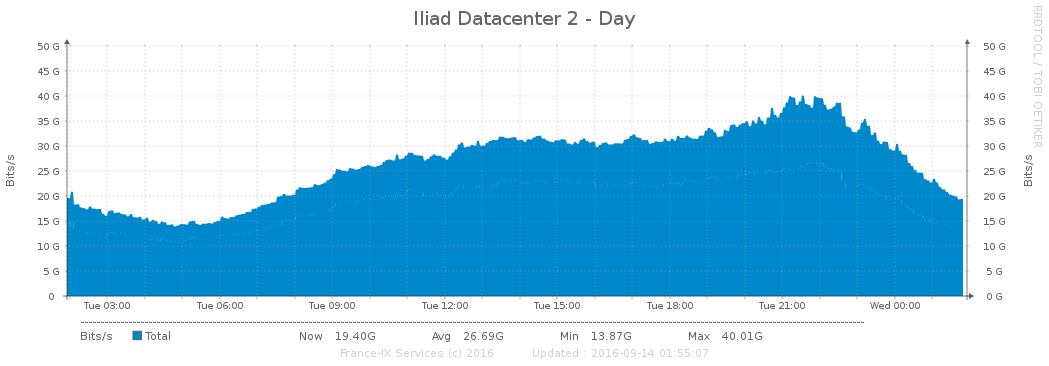 Iliad Datacenter 2 - Day
RRDTOOL / TOBI OETIKER
Bits/s
Bits/s
50 G 50 G
45 G 45 G
40 G 40 G
35 G 35 G
30 G 30 G
25 G 25 G
20 G 20 G
15 G 15 G
10 G 10 G
5 G 5 G
0 0 G
Tue 03:00 Tue 06:00 Tue 09:00 Tue 12:00 Tue 15:00 Tue 18:00 Tue 21:00 Wed 00:00
Bits/s Total Now 19.40G Avg 26.69G Min 13.87G Max 40.01G
France-IX Services (c) 2016 Updated : 2016-09-14 01:55:07